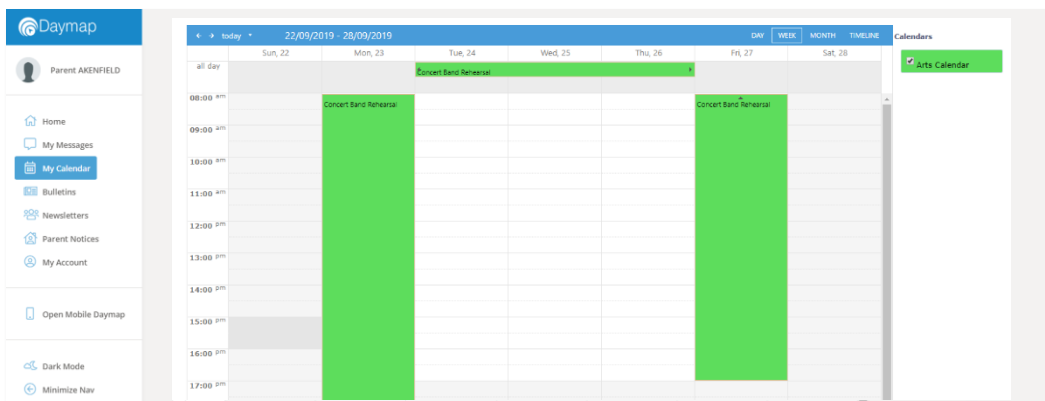 Daymap
Parent AKENFIELD
Home
My Messages
My Calendar
Bulletins
Newsletters
Parent Notices
My Account
Open Mobile Daymap
Dark Mode
Minimize Nav
today 22/09/2019 - 28/09/2019 DAY WEEK MONTH TIMELINE
Sun, 22 Mon, 23 Tue, 24 Wed, 25 Thu, 26 Fri, 27 Sat, 28
all day
Concert Band Rehearsal
08:00 am
Concert Band Rehearsal Concert Band Rehearsal
09:00 am
10:00 am
11:00 am
12:00 pm
13:00 pm
14:00 pm
15:00 pm
16:00 pm
17:00 pm
Calendars
Arts Calendar